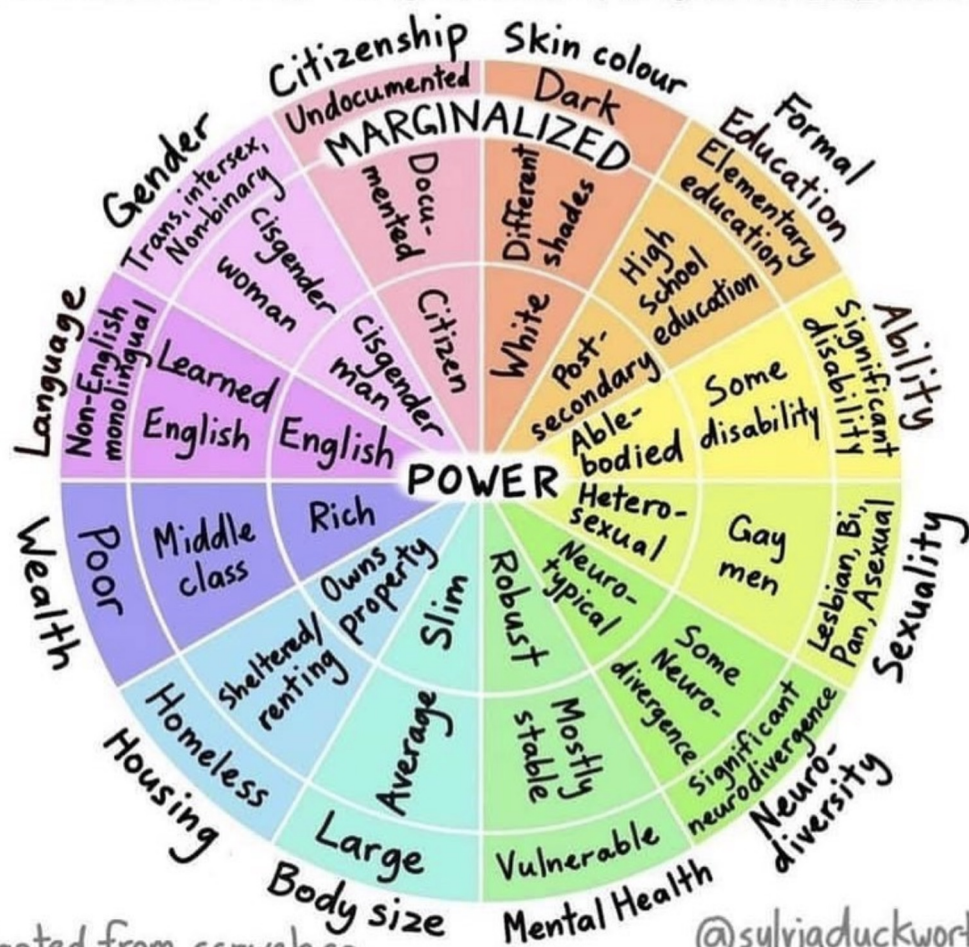 Citizenship
Undocumented
Docu-
mented
Citizen
Skin colour
Dark
Different
shades
White
Formal
Education
Elementary
education
High
School
education
Post-
secondary
Ability
Significant
disability
Some
disability
Able-
bodied
Sexuality
Lesbian, Bi,
Pan, Asexual
Gay
men
Hetero-
sexual
Neuro-
diversity
Significant
neurodivergence
Some
Neuro-
divergence
Neuro-
typical
Mental Health
Vulnerable
Mostly
stable
Robust
Body size
Large
Average
Slim
Housing
Homeless
Sheltered/
renting
Owns
property
Wealth
Poor
Middle
class
Rich
Language
Non-English
monolingual
Learned
English
English
Gender
Trans, intersex,
Non-binary
cisgender
woman
cisgender
man
MARGINALIZED
POWER
from
@sylviaduckwor